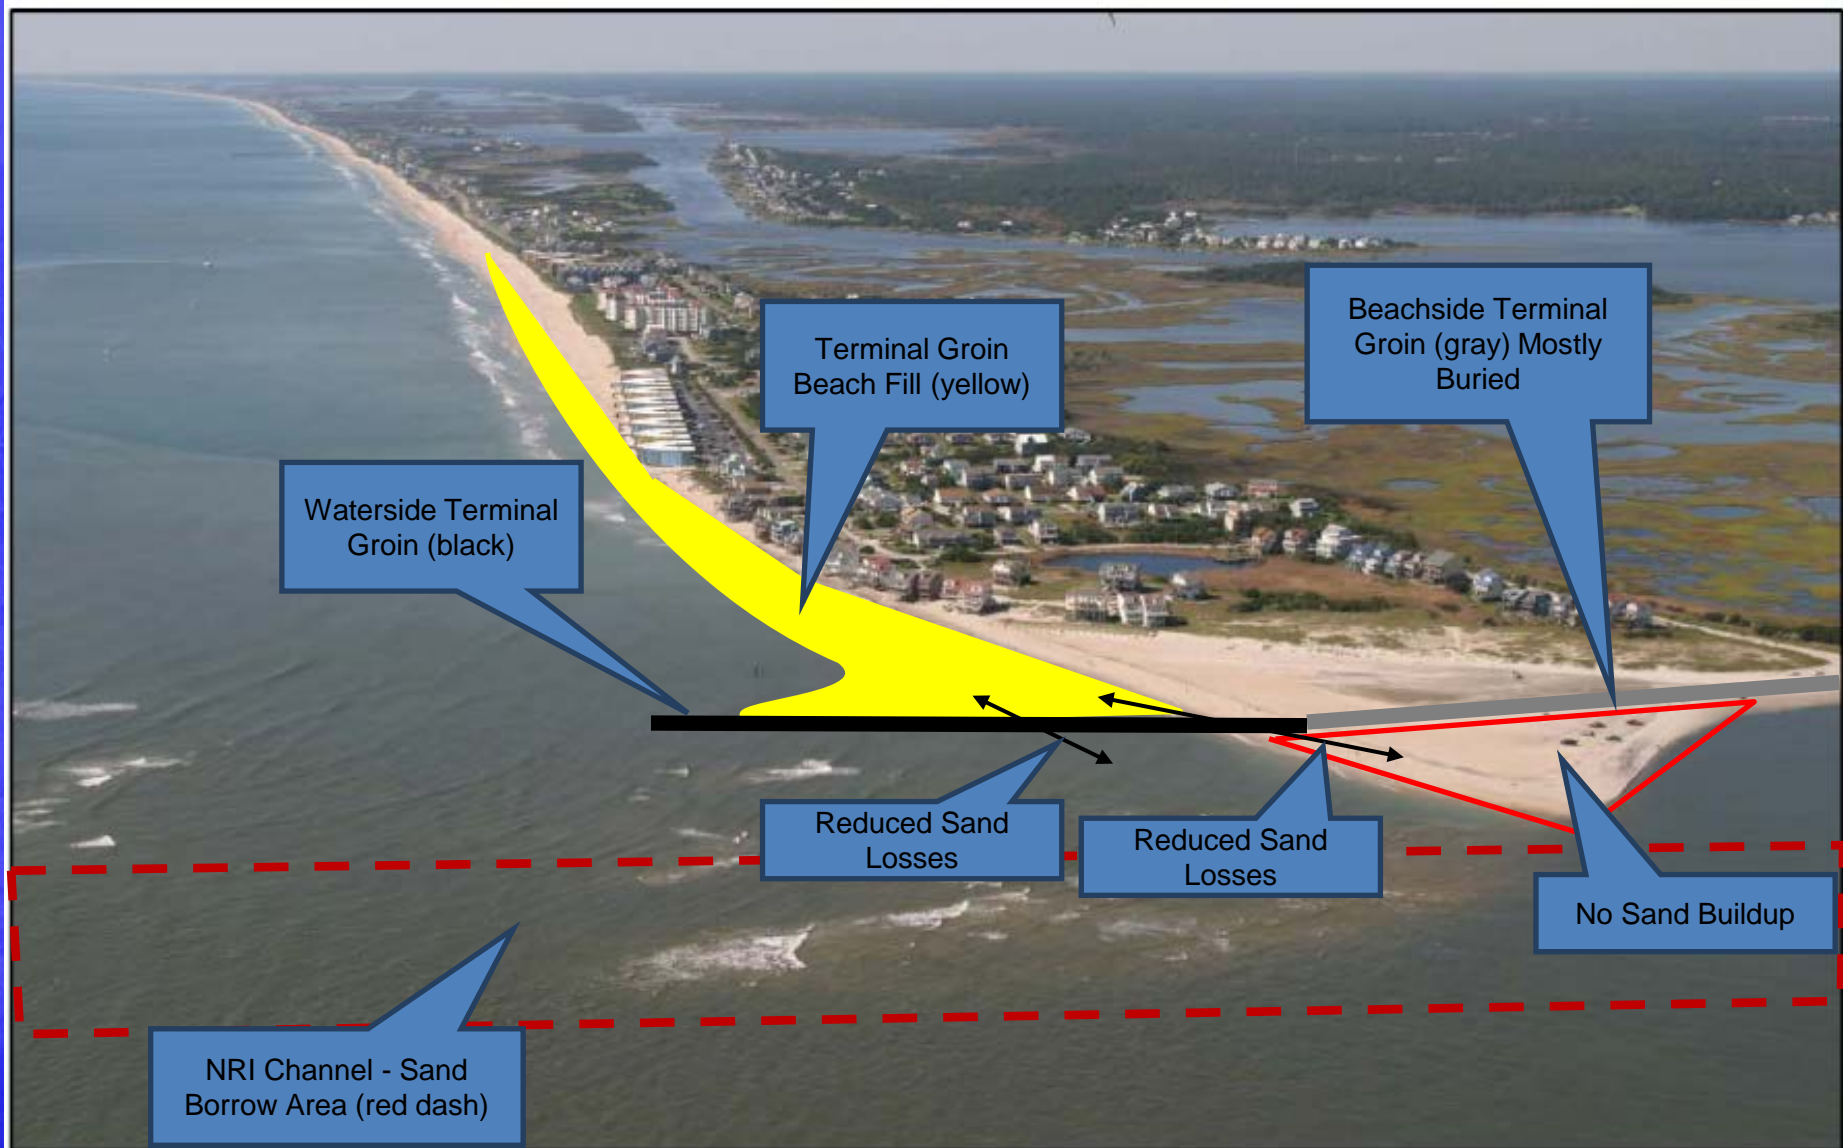 Beachside Terminal
Groin (gray) Mostly
Buried
Terminal Groin
Beach Fill (yellow)
Waterside Terminal
Groin (black)
Reduced Sand
Losses
Reduced Sand
Losses
No Sand Buildup
NRI Channel - Sand
Borrow Area (red dash)